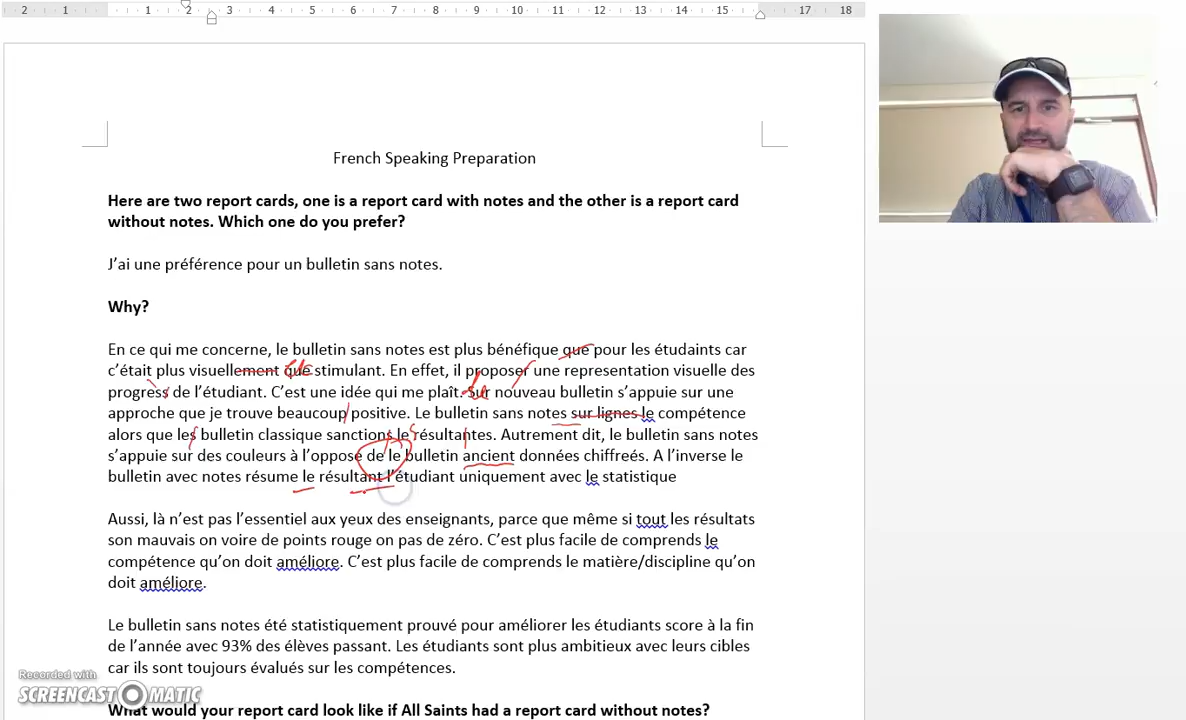 2 1 1 2 3 4 5 6 7 8 9 10 11 12 13 14 15 17 18
French Speaking Preparation
Here are two report cards, one is a report card with notes and the other is a report card
without notes. Which one do you prefer?
J'ai une préférence pour un bulletin sans notes.
Why?
En ce qui me concerne, le bulletin sans notes est plus bénéfique que pour les étudaints car
c'était plus visuellement que stimulant. En effet, il proposer une representation visuelle des
progress de l'étudiant. C'est une idée qui me plaît. sur nouveau bulletin s'appuie sur une
approche que je trouve beaucoup positive. Le bulletin sans notes sur lignes le compétence
alors que les bulletin classique sanctions le résultantes. Autrement dit, le bulletin sans notes
s'appuie sur des couleurs à l'oppose de le bulletin ancient données chiffreés. A l'inverse le
bulletin avec notes résume le résultant l'étudiant uniquement avec le statistique
Aussi, là n'est pas l'essentiel aux yeux des enseignants, parce que même si tout les résultats
son mauvais on voire de points rouge on pas de zéro. C'est plus facile de comprends le
compétence qu'on doit améliore. C'est plus facile de comprends le matière/discipline qu'on
doit améliore.
Le bulletin sans notes été statistiquement prouvé pour améliorer les étudiants score à la fin
de l'année avec 93% des élèves passant. Les étudiants sont plus ambitieux avec leurs cibles
car ils sont toujours évalués sur les compétences.
Recorded with
SCREENCAST O MATIC
What would your report card look like if All Saints had a report card without notes?